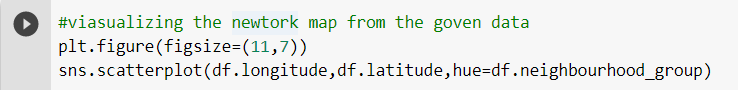 #viasualizing the newtork map from the goven data
plt.figure(figsize=(11,7))
sns.scatterplot(df.longitude,df.latitude,hue=df.neighbourhood_group)